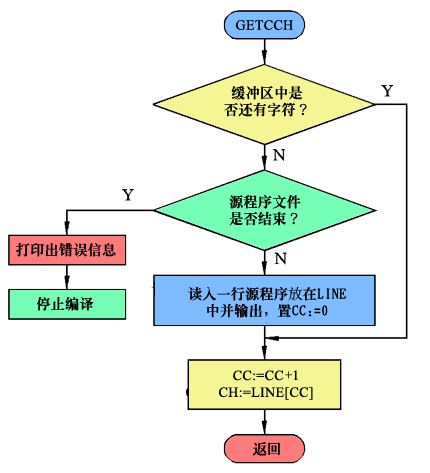 GETCCH
缓冲区中是
否还有字符？
Y
N
源程序文件
是否结束？
Y
打印出错误信息
停止编译
N
读入一行源程序放在LINE
中并输出，置CC:=0
CC:=CC+1
CH:=LINE[CC]
返回